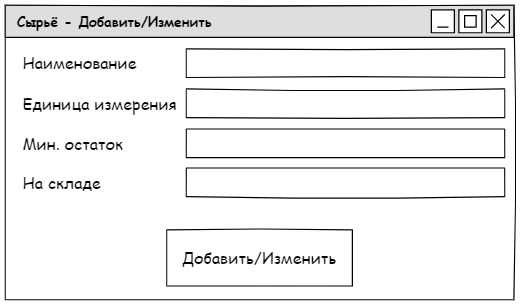 Сырьё - Добавить/Изменить
Наименование
Единица измерения
Мин. остаток
На складе
Добавить/Изменить